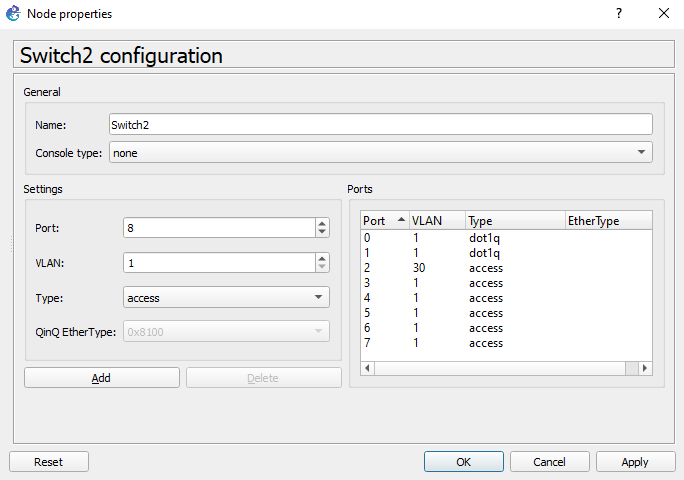 Node properties
?
Switch2 configuration
General
Name: Switch2
Console type: none
Settings
Port: 8
VLAN: 1
Type: access
QinQ EtherType: 0x8100
Add Delete
Ports
Port VLAN Type EtherType
0 1 dot1q
1 1 dot1q
2 30 access
3 1 access
4 1 access
5 1 access
6 1 access
7 1 access
Reset OK Cancel Apply